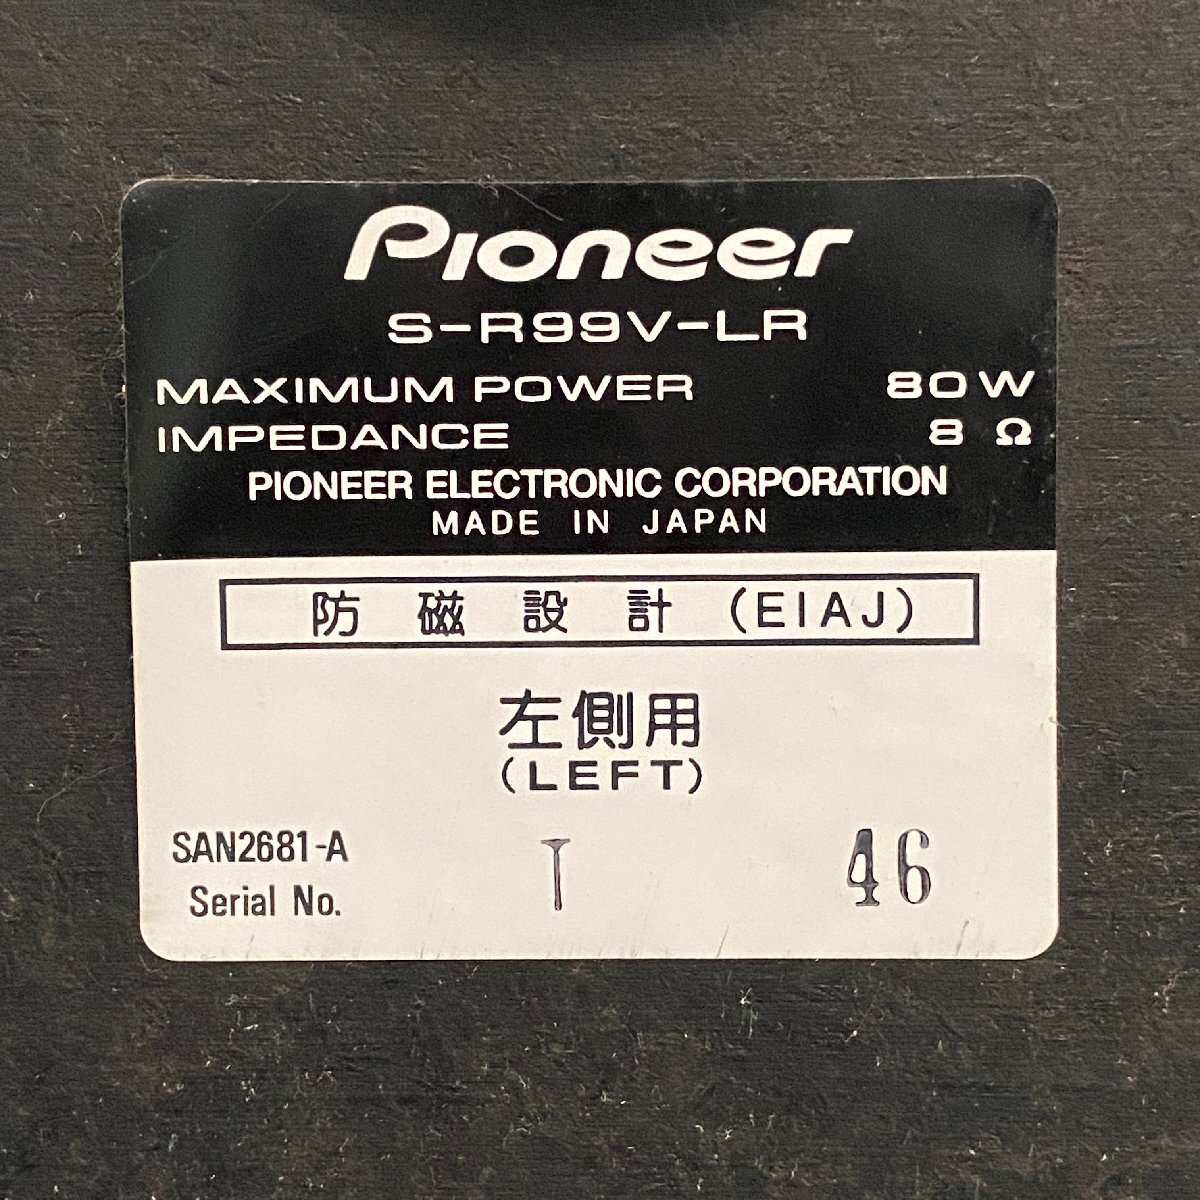 Pioneer
S-R99V-LR
MAXIMUM POWER 80W
IMPEDANCE 8 Ω
PIONEER ELECTRONIC CORPORATION
MADE IN JAPAN
防磁設計(EIAJ)
左側用
(LEFT)
SAN2681-A
Serial No. T 46